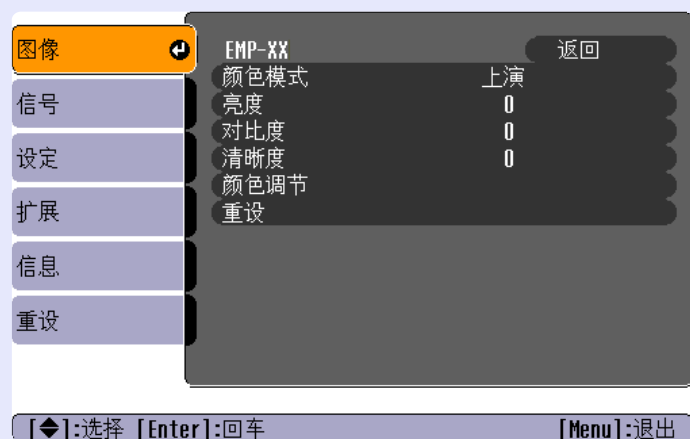 图像
信号
设定
扩展
信息
重设
EMP-XX 返回
颜色模式 上演
亮度 0
对比度 0
清晰度 0
颜色调节
重设
[◆]:选择 [Enter]:回车 [Menu]:退出